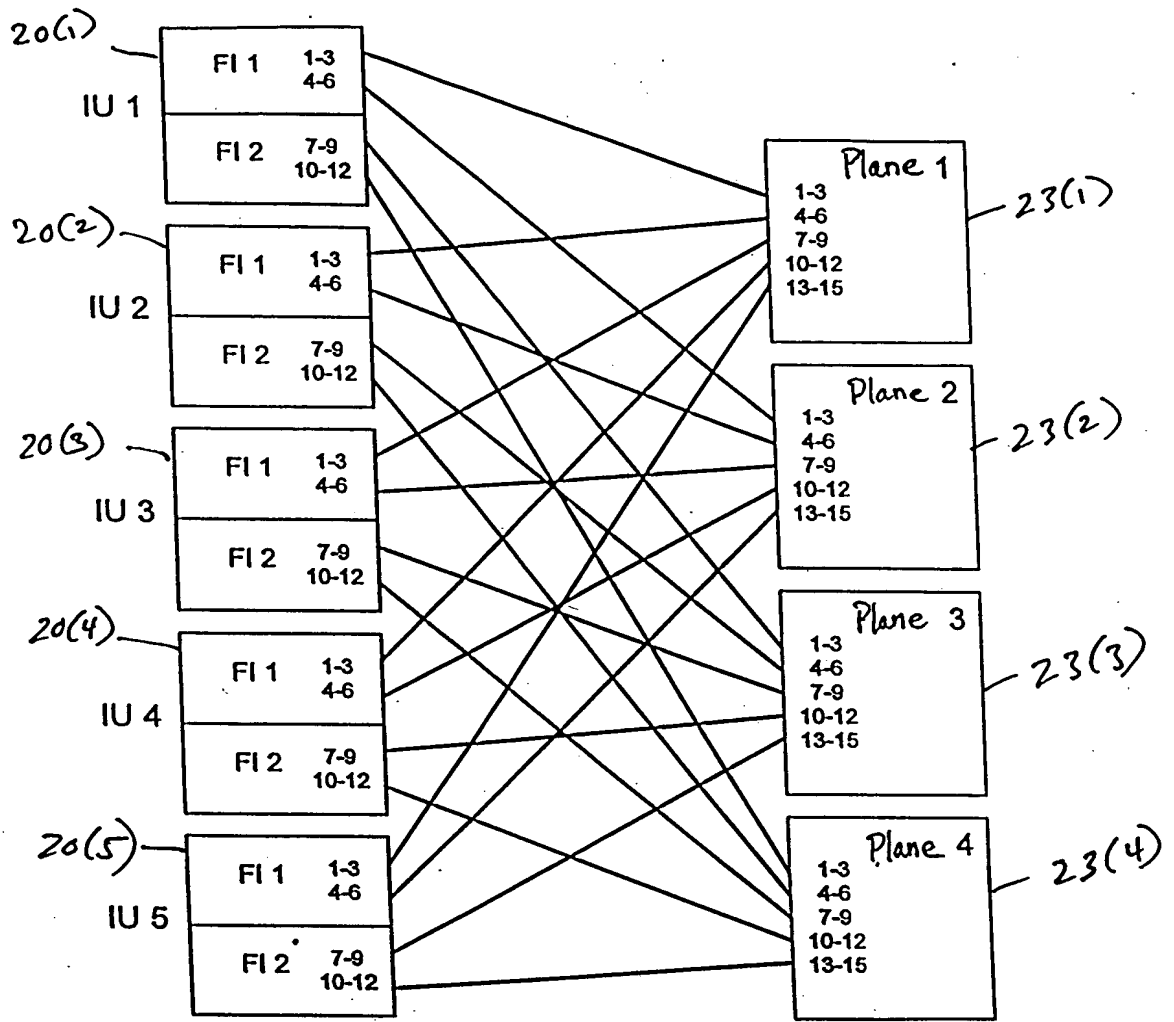 20(1)
IU 1
FI 1 1-3
4-6
FI 2 7-9
10-12
20(2)
IU 2
FI 1 1-3
4-6
FI 2 7-9
10-12
20(3)
IU 3
FI 1 1-3
4-6
FI 2 7-9
10-12
20(4)
IU 4
FI 1 1-3
4-6
FI 2 7-9
10-12
20(5)
IU 5
FI 1 1-3
4-6
FI 2 7-9
10-12
Plane 1
1-3
4-6
7-9
10-12
13-15
23(1)
Plane 2
1-3
4-6
7-9
10-12
13-15
23(2)
Plane 3
1-3
4-6
7-9
10-12
13-15
23(3)
Plane 4
1-3
4-6
7-9
10-12
13-15
23(4)